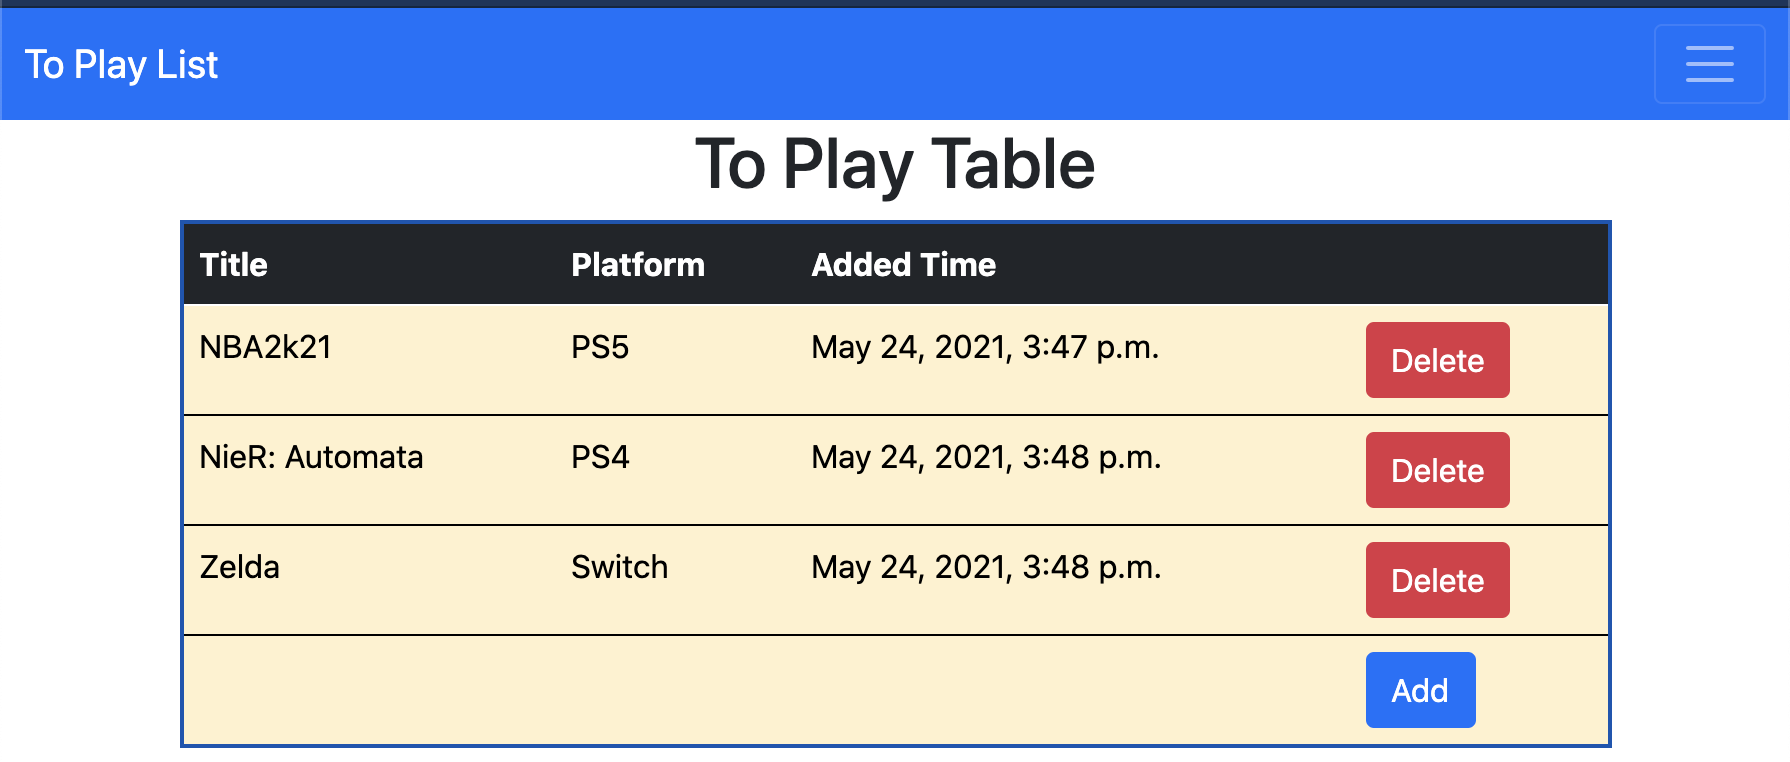 To Play List
To Play Table
Title Platform Added Time
NBA2k21 PS5 May 24, 2021, 3:47 p.m. Delete
NieR: Automata PS4 May 24, 2021, 3:48 p.m. Delete
Zelda Switch May 24, 2021, 3:48 p.m. Delete
Add